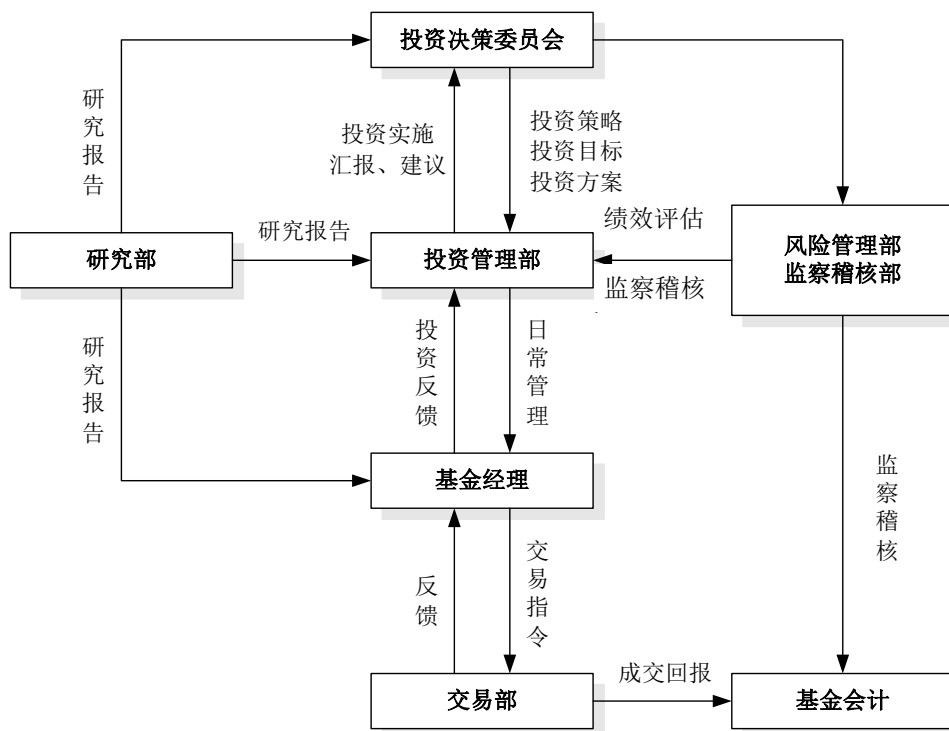 投资决策委员会
研究报告
投资实施
汇报、建议
投资策略
投资目标
投资方案
研究部
研究报告
投资管理部
绩效评估
监察稽核
风险管理部
监察稽核部
研究报告
投资反馈
日常管理
基金经理
监察稽核
反馈
交易指令
交易部
成交回报
基金会计